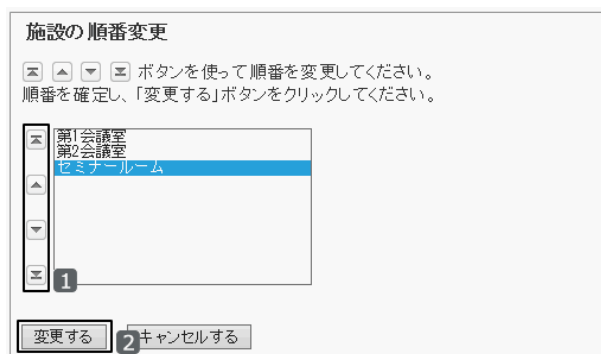 施設の順番変更
ボタンを使って順番を変更してください。
順番を確定し、「変更する」ボタンをクリックしてください。
第1会議室
第2会議室
セミナールーム
1
変更する
2
キャンセルする